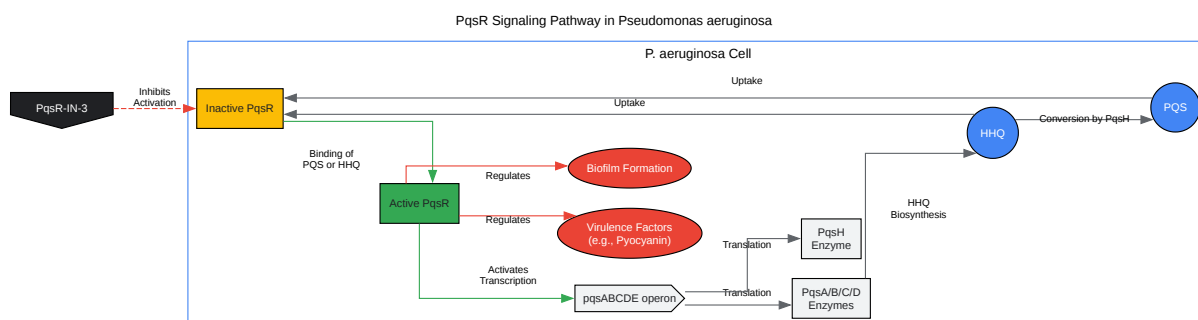 PqsR Signaling Pathway in Pseudomonas aeruginosa
P. aeruginosa Cell
Uptake
PqsR-IN-3
Inhibits
Activation
Inactive PqsR
Uptake
PQS
HHQ
Conversion by PqsH
Binding of
PQS or HHQ
Biofilm Formation
Regulates
Active PqsR
Regulates
Virulence Factors
(e.g., Pyocyanin)
HHQ
Biosynthesis
Translation
PqsH
Enzyme
Activates
Transcription
pqsABCDE operon
Translation
PqsA/B/C/D
Enzymes